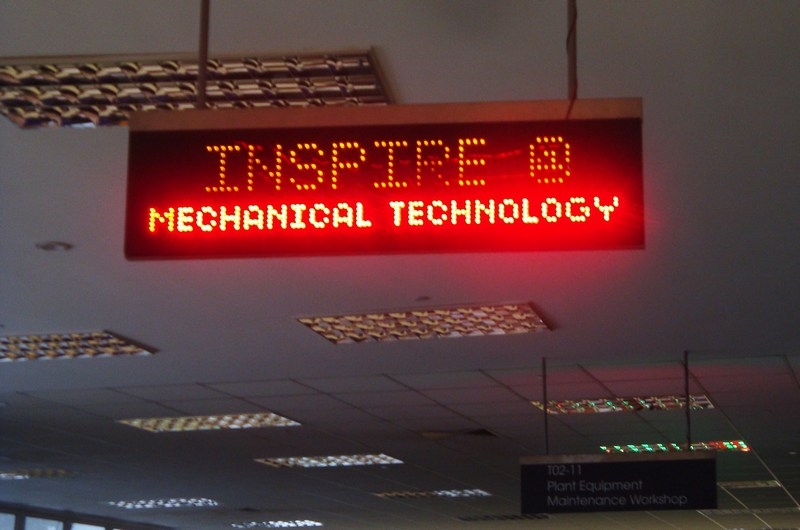 INSPIRE @
MECHANICAL TECHNOLOGY
T02-11
Plant Equipment
Maintenance Workshop